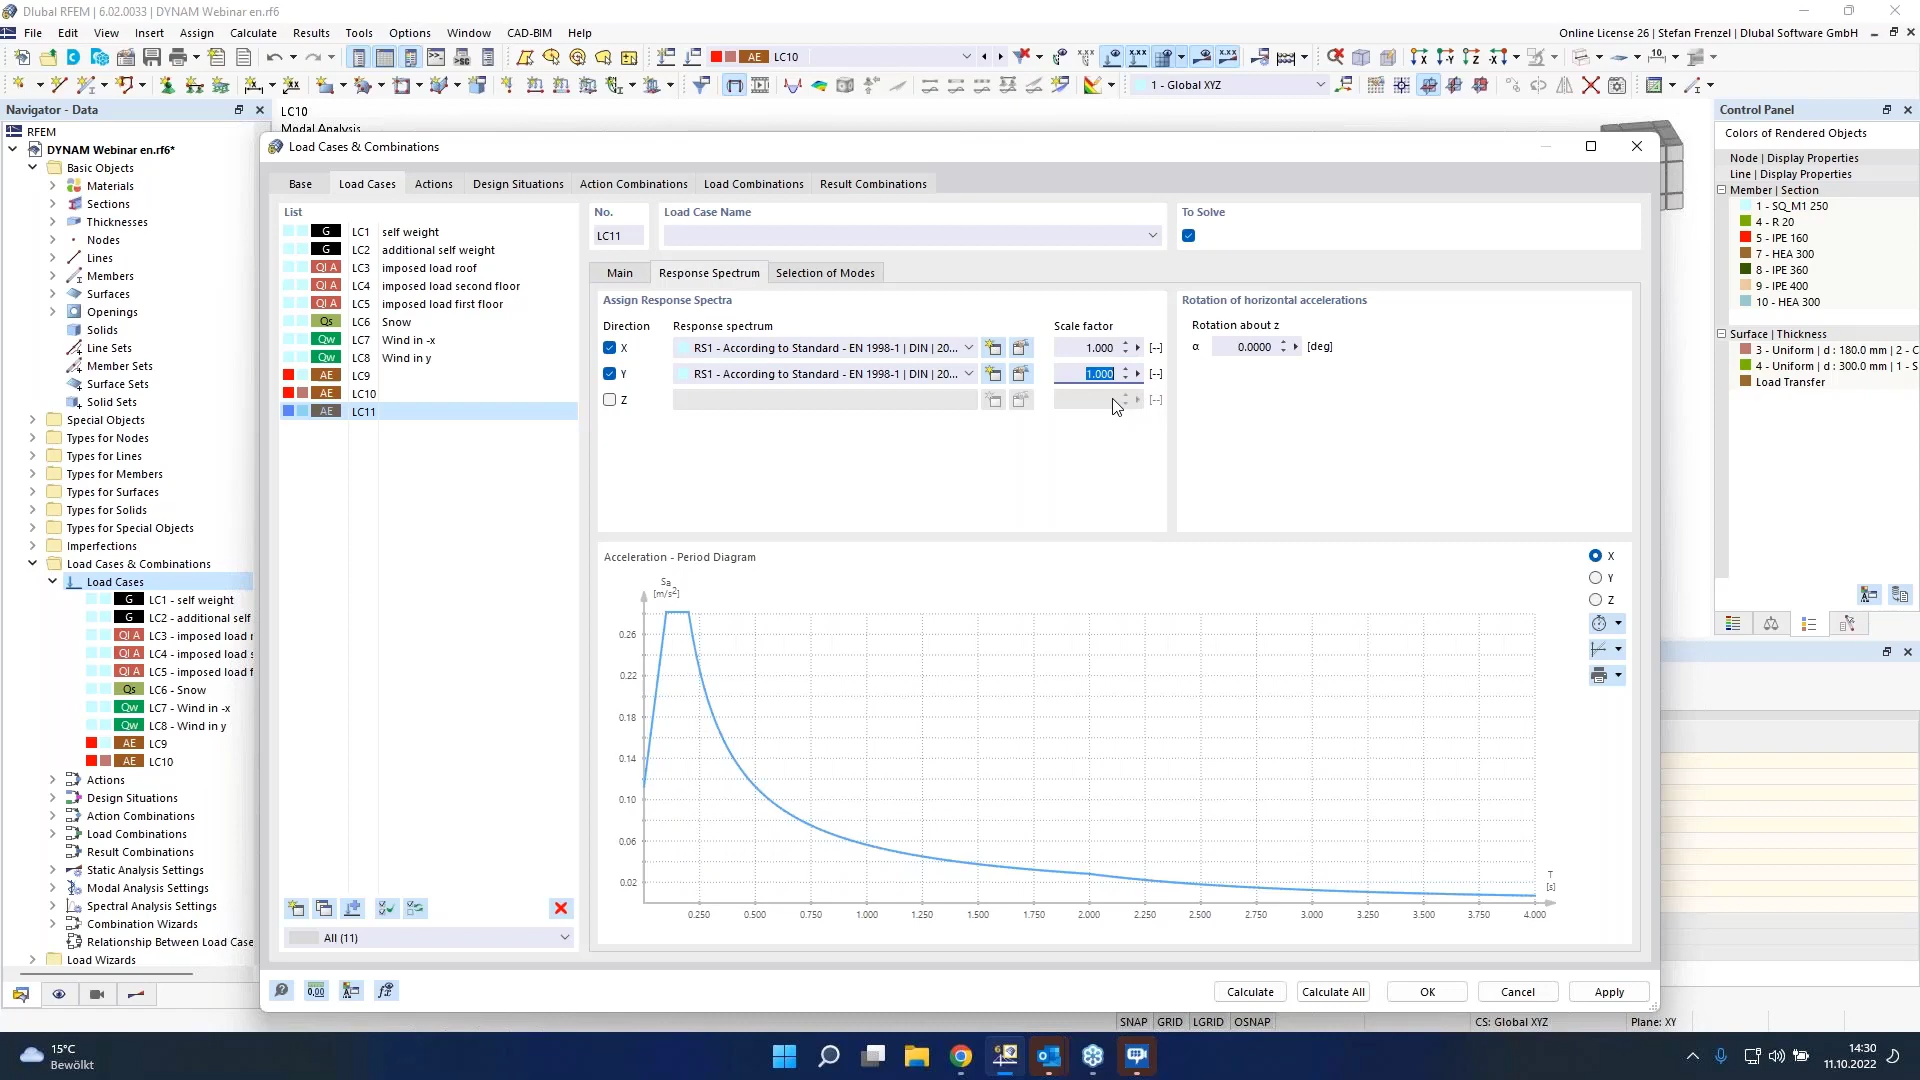 Dlubal RFEM | 6.02.0033 | DYNAM Webinar en.rf6
File Edit View Insert Assign Calculate Results Tools Options Window CAD-BIM Help
Online License 26 | Stefan Frenzel | Dlubal Software GmbH
AE LC10
1 - Global XYZ
Navigator - Data
RFEM
DYNAM Webinar en.rf6*
Basic Objects
Materials
Sections
Thicknesses
Nodes
Lines
Members
Surfaces
Openings
Solids
Line Sets
Member Sets
Surface Sets
Solid Sets
Special Objects
Types for Nodes
Types for Lines
Types for Members
Types for Surfaces
Types for Solids
Types for Special Objects
Imperfections
Load Cases & Combinations
Load Cases
G LC1 - self weight
G LC2 - additional self
QI A LC3 - imposed load r
QI A LC4 - imposed load s
QI A LC5 - imposed load f
Qs LC6 - Snow
Qw LC7 - Wind in -x
Qw LC8 - Wind in y
AE LC9
AE LC10
Actions
Design Situations
Action Combinations
Load Combinations
Result Combinations
Static Analysis Settings
Modal Analysis Settings
Spectral Analysis Settings
Combination Wizards
Relationship Between Load Case
Load Wizards
LC10
Modal Analysis
Load Cases & Combinations
Base Load Cases Actions Design Situations Action Combinations Load Combinations Result Combinations
List
G LC1 self weight
G LC2 additional self weight
QI A LC3 imposed load roof
QI A LC4 imposed load second floor
QI A LC5 imposed load first floor
Qs LC6 Snow
Qw LC7 Wind in -x
Qw LC8 Wind in y
AE LC9
AE LC10
AE LC11
All (11)
No.
LC11
Load Case Name
To Solve
Main Response Spectrum Selection of Modes
Assign Response Spectra
Direction Response spectrum Scale factor
X RS1 - According to Standard - EN 1998-1 | DIN | 20... 1.000 [--]
Y RS1 - According to Standard - EN 1998-1 | DIN | 20... 1.000 [--]
Z [--]
Rotation of horizontal accelerations
Rotation about z
α 0.0000 [deg]
Acceleration - Period Diagram
Sa
[m/s²]
0.26
0.22
0.18
0.14
0.10
0.06
0.02
0.250 0.500 0.750 1.000 1.250 1.500 1.750 2.000 2.250 2.500 2.750 3.000 3.250 3.500 3.750 4.000
T
[s]
X
Y
Z
Calculate Calculate All OK Cancel Apply
Control Panel
Colors of Rendered Objects
Node | Display Properties
Line | Display Properties
Member | Section
1 - SQ_M1 250
4 - R 20
5 - IPE 160
7 - HEA 300
8 - IPE 360
9 - IPE 400
10 - HEA 300
Surface | Thickness
3 - Uniform | d : 180.0 mm | 2 - C
4 - Uniform | d : 300.0 mm | 1 - S
Load Transfer
SNAP GRID LGRID OSNAP CS: Global XYZ Plane: XY
15°C
Bewölkt
14:30
11.10.2022